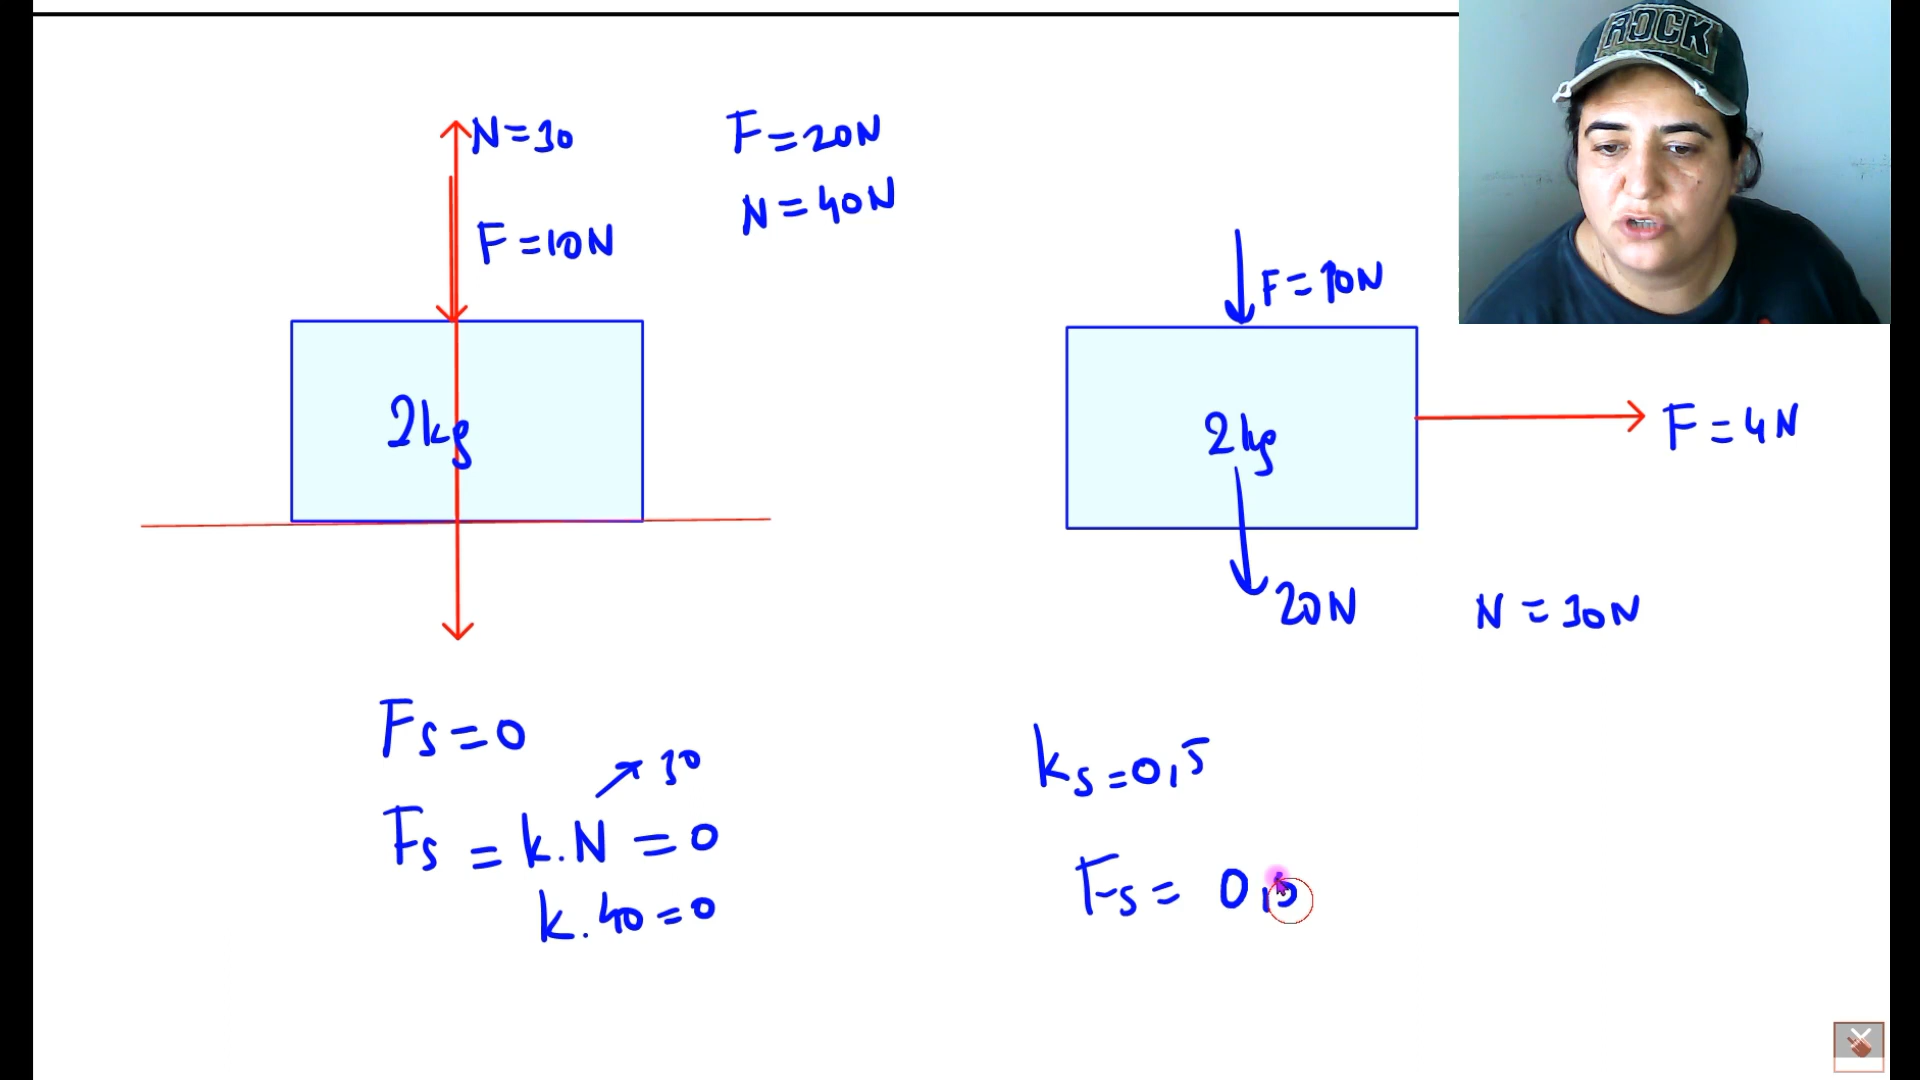 ROCK
N=30
F=10N
F=20N
N=40N
2kg
Fs=0
30
Fs=k.N=0
k.40=0
F=10N
2kg
F=4N
20N
N=30N
ks=0,5
Fs=0,5